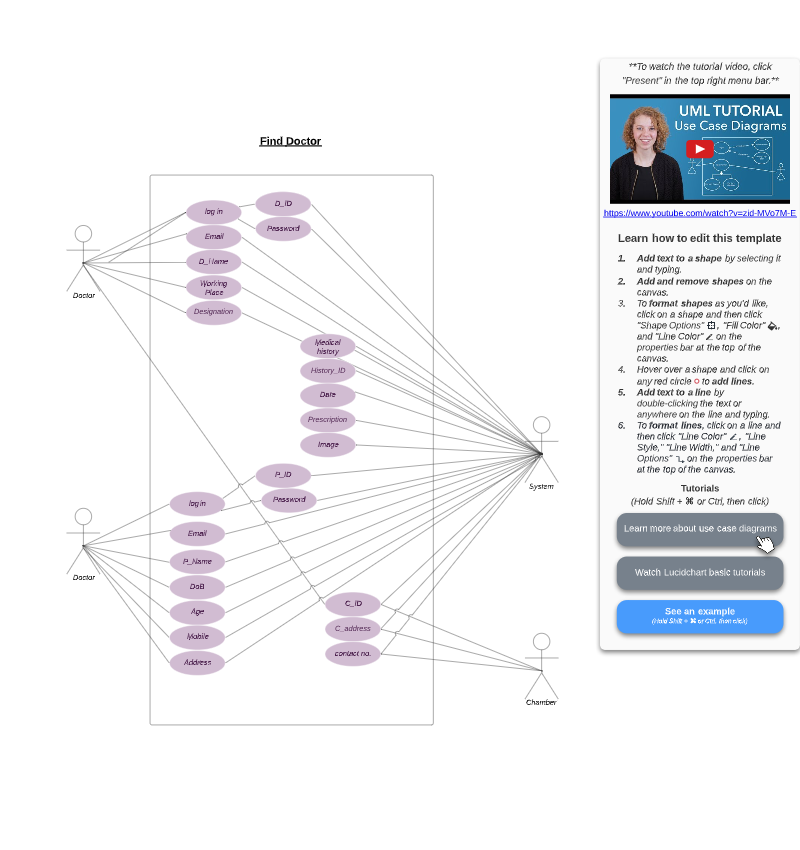 Find Doctor
log in
D_ID
Password
Email
D_Name
Working
Place
Designation
Doctor
Medical
history
History_ID
Date
Prescription
Image
System
P_ID
Password
log in
Email
P_Name
DoB
Age
Mobile
Address
Doctor
C_ID
C_address
contact no.
Chamber
**To watch the tutorial video, click
"Present" in the top right menu bar.**
UML TUTORIAL
Use Case Diagrams
https://www.youtube.com/watch?v=zid-MVo7M-E
Learn how to edit this template
1. Add text to a shape by selecting it
and typing.
2. Add and remove shapes on the
canvas.
3. To format shapes as you'd like,
click on a shape and then click
"Shape Options" , "Fill Color" ,
and "Line Color" on the
properties bar at the top of the
canvas.
4. Hover over a shape and click on
any red circle to add lines.
5. Add text to a line by
double-clicking the text or
anywhere on the line and typing.
6. To format lines, click on a line and
then click "Line Color" , "Line
Style," "Line Width," and "Line
Options" on the properties bar
at the top of the canvas.
Tutorials
(Hold Shift + ⌘ or Ctrl, then click)
Learn more about use case diagrams
Watch Lucidchart basic tutorials
See an example
(Hold Shift + ⌘ or Ctrl, then click)